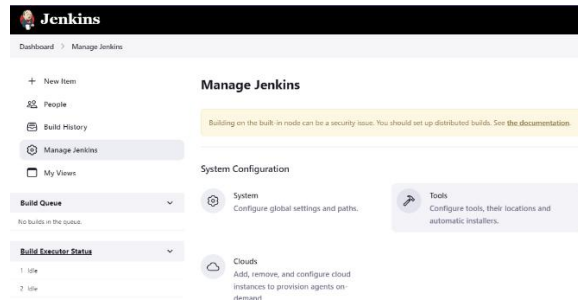 Jenkins
Dashboard > Manage Jenkins
+ New Item
People
Build History
Manage Jenkins
My Views
Build Queue
No builds in the queue.
Build Executor Status
1 Idle
2 Idle
Manage Jenkins
Building on the built-in node can be a security issue. You should set up distributed builds. See the documentation.
System Configuration
System
Configure global settings and paths.
Tools
Configure tools, their locations and
automatic installers.
Clouds
Add, remove, and configure cloud
instances to provision agents on-
demand.